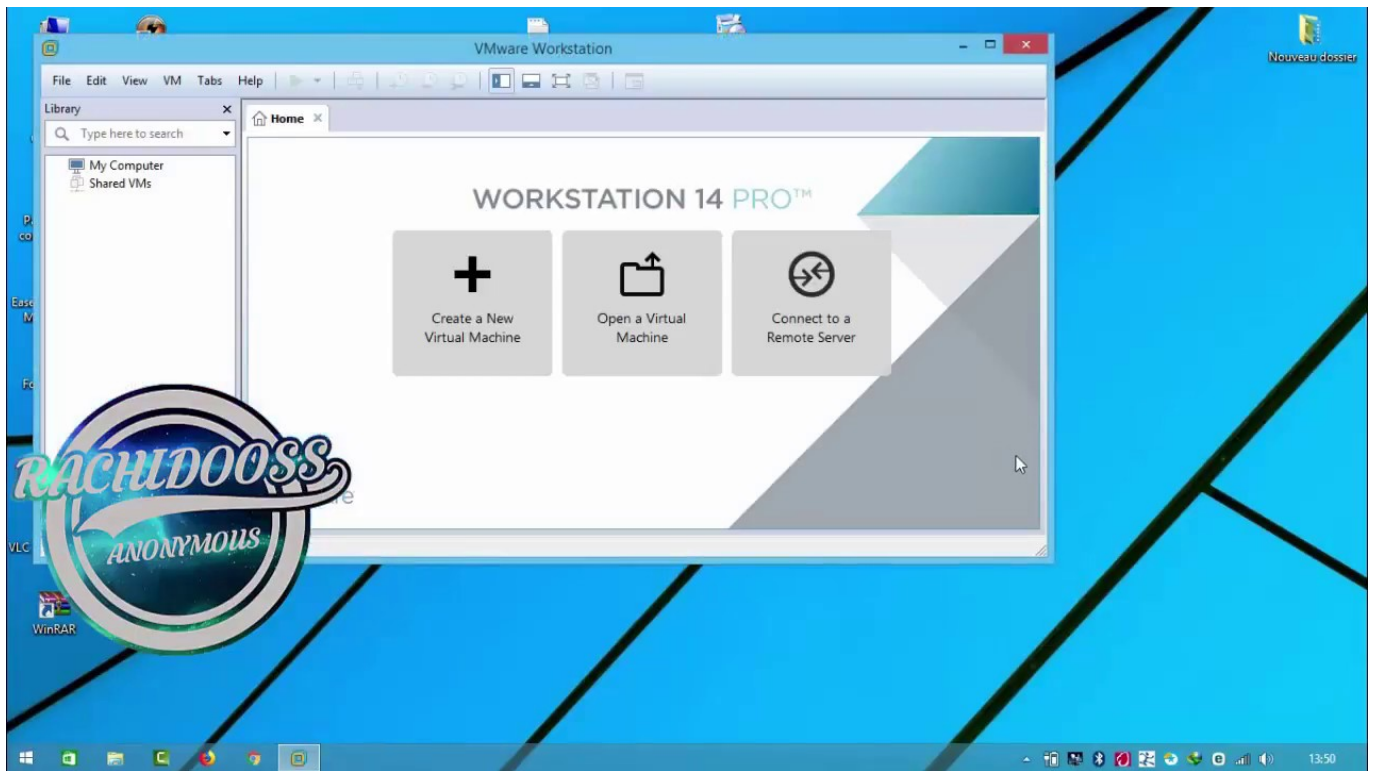 Nouveau dossier
VMware Workstation
File Edit View VM Tabs Help
Library
Home
Type here to search
My Computer
Shared VMs
WORKSTATION 14 PRO™
Create a New
Virtual Machine
Open a Virtual
Machine
Connect to a
Remote Server
RACHIDOOSS
ANONYMOUS
VLC
WinRAR
13:50